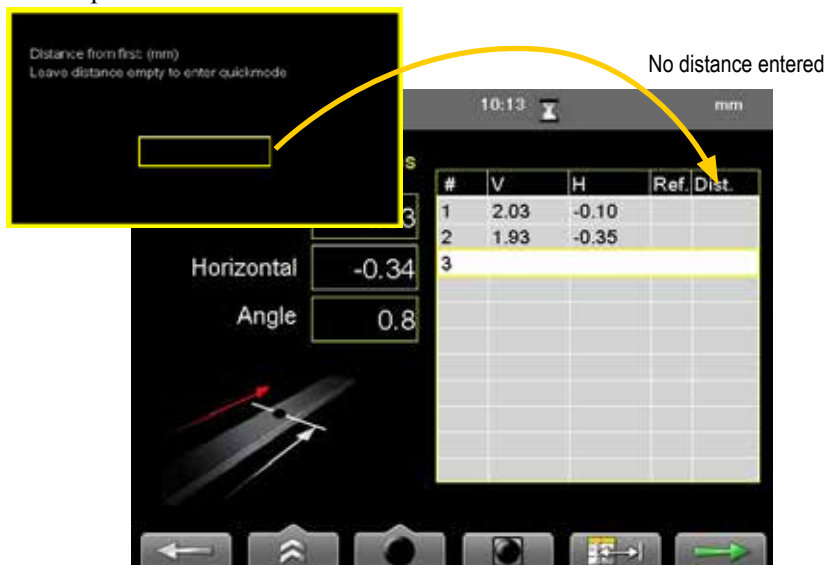 Distance from first: (mm)
Leave distance empty to enter quickmode
No distance entered
10:13 mm
# V H Ref. Dist.
1 2.03 -0.10
2 1.93 -0.35
3
Horizontal -0.34
Angle 0.8